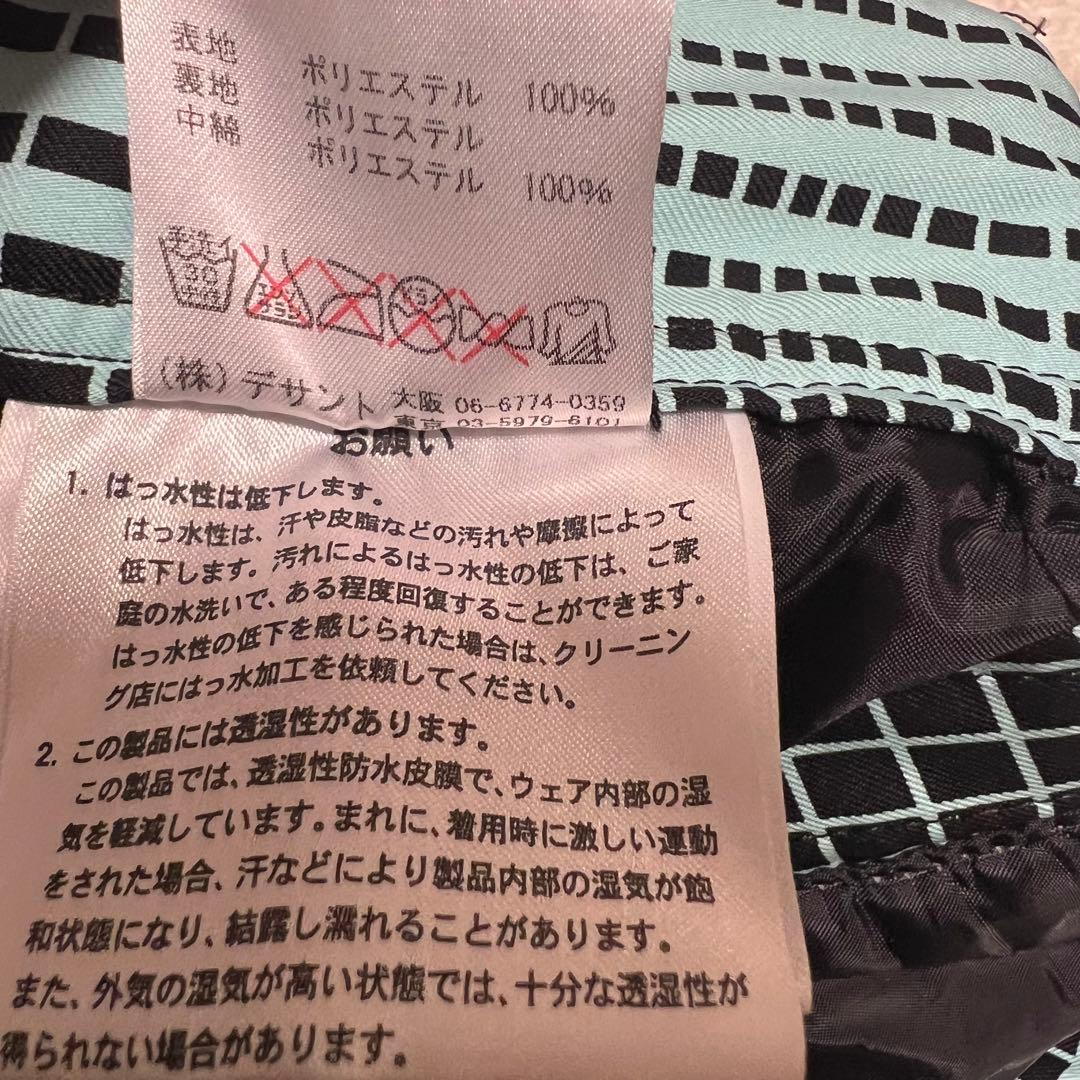 表地 ポリエステル 100%
裏地 ポリエステル
中綿 ポリエステル 100%
手洗イ
30
中性
エンソ
サラシ
ドライ
(株)デサント 大阪 06-6774-0359
東京 03-5979-6101
お願い
1. はっ水性は低下します。
はっ水性は、汗や皮脂などの汚れや摩擦によって
低下します。汚れによるはっ水性の低下は、ご家
庭の水洗いで、ある程度回復することができます。
はっ水性の低下を感じられた場合は、クリーニン
グ店にはっ水加工を依頼してください。
2. この製品には透湿性があります。
この製品では、透湿性防水皮膜で、ウェア内部の湿
気を軽減しています。まれに、着用時に激しい運動
をされた場合、汗などにより製品内部の湿気が飽
和状態になり、結露し濡れることがあります。
また、外気の湿気が高い状態では、十分な透湿性が
得られない場合があります。